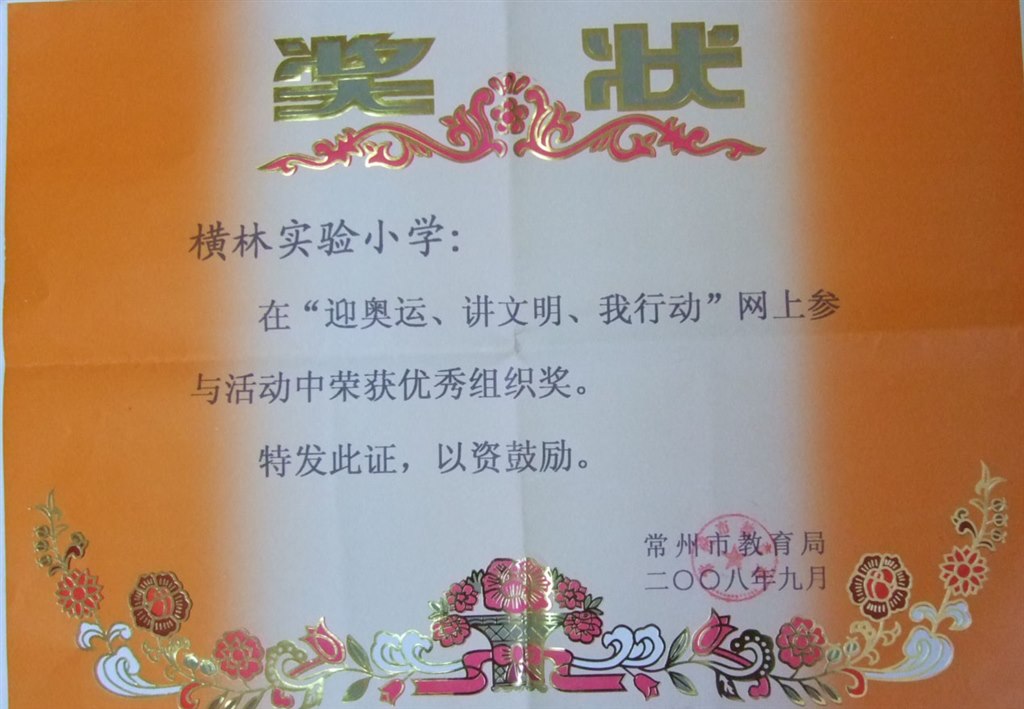 奖状
横林实验小学：
在“迎奥运、讲文明、我行动”网上参
与活动中荣获优秀组织奖。
特发此证，以资鼓励。
常州市教育局
二〇〇八年九月